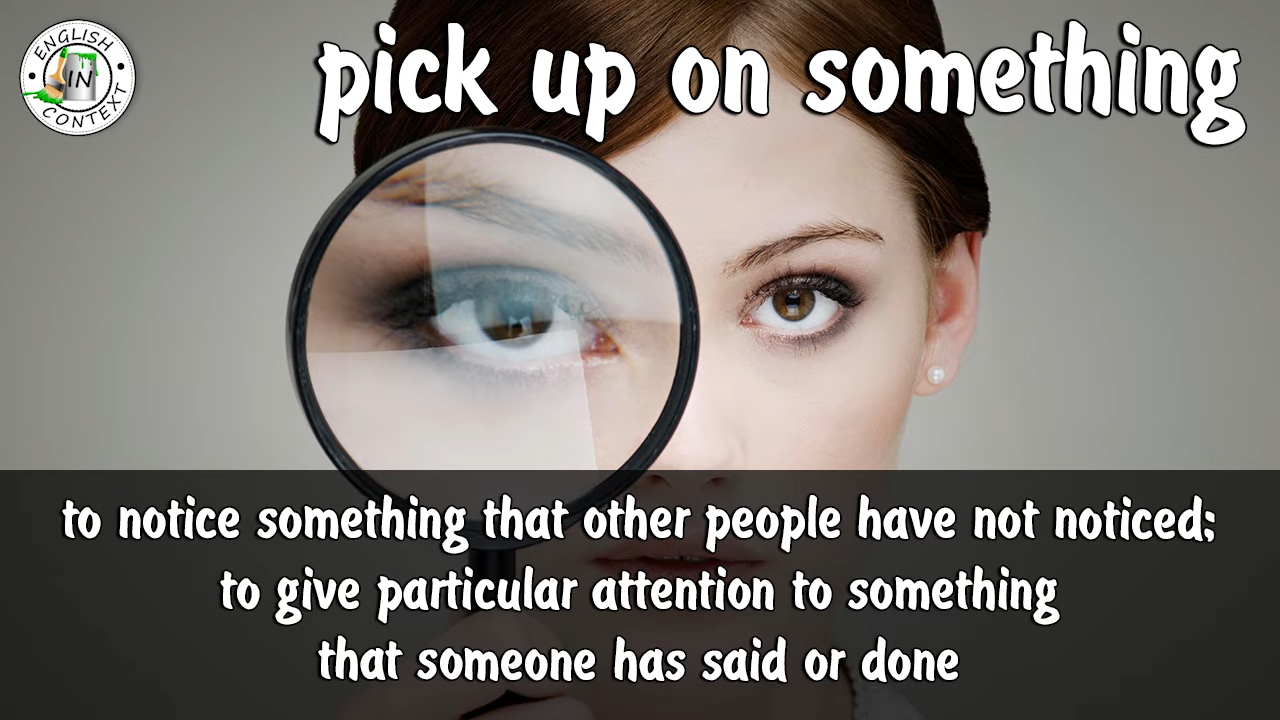 ENGLISH
IN
CONTEXT
pick up on something
to notice something that other people have not noticed;
to give particular attention to something
that someone has said or done